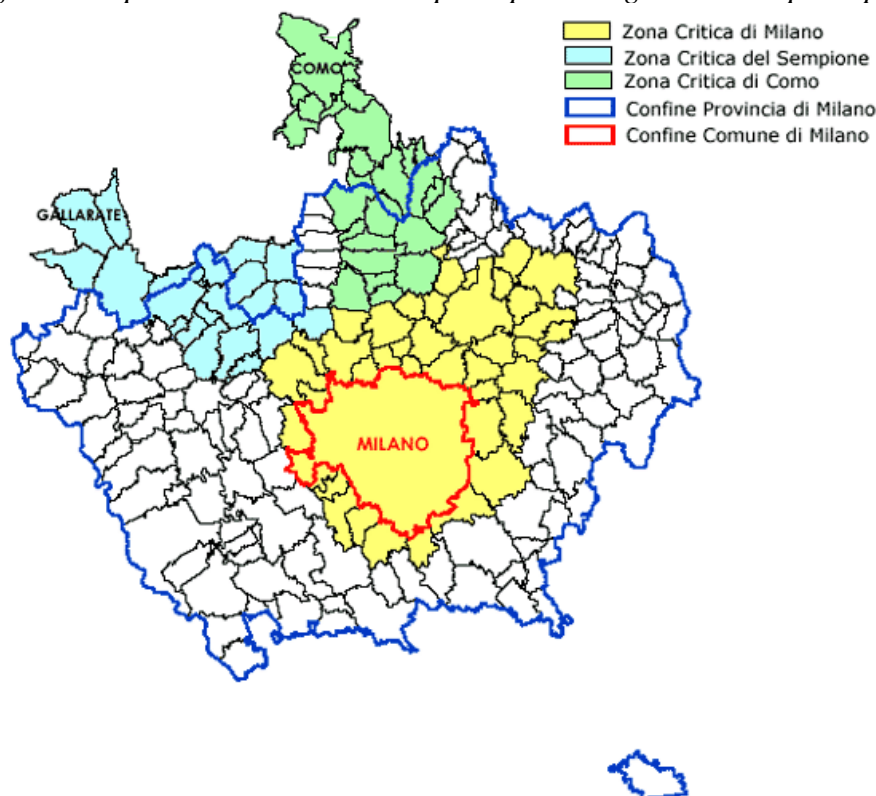 Zona Critica di Milano
Zona Critica del Sempione
Zona Critica di Como
Confine Provincia di Milano
Confine Comune di Milano
COMO
GALLARATE
MILANO